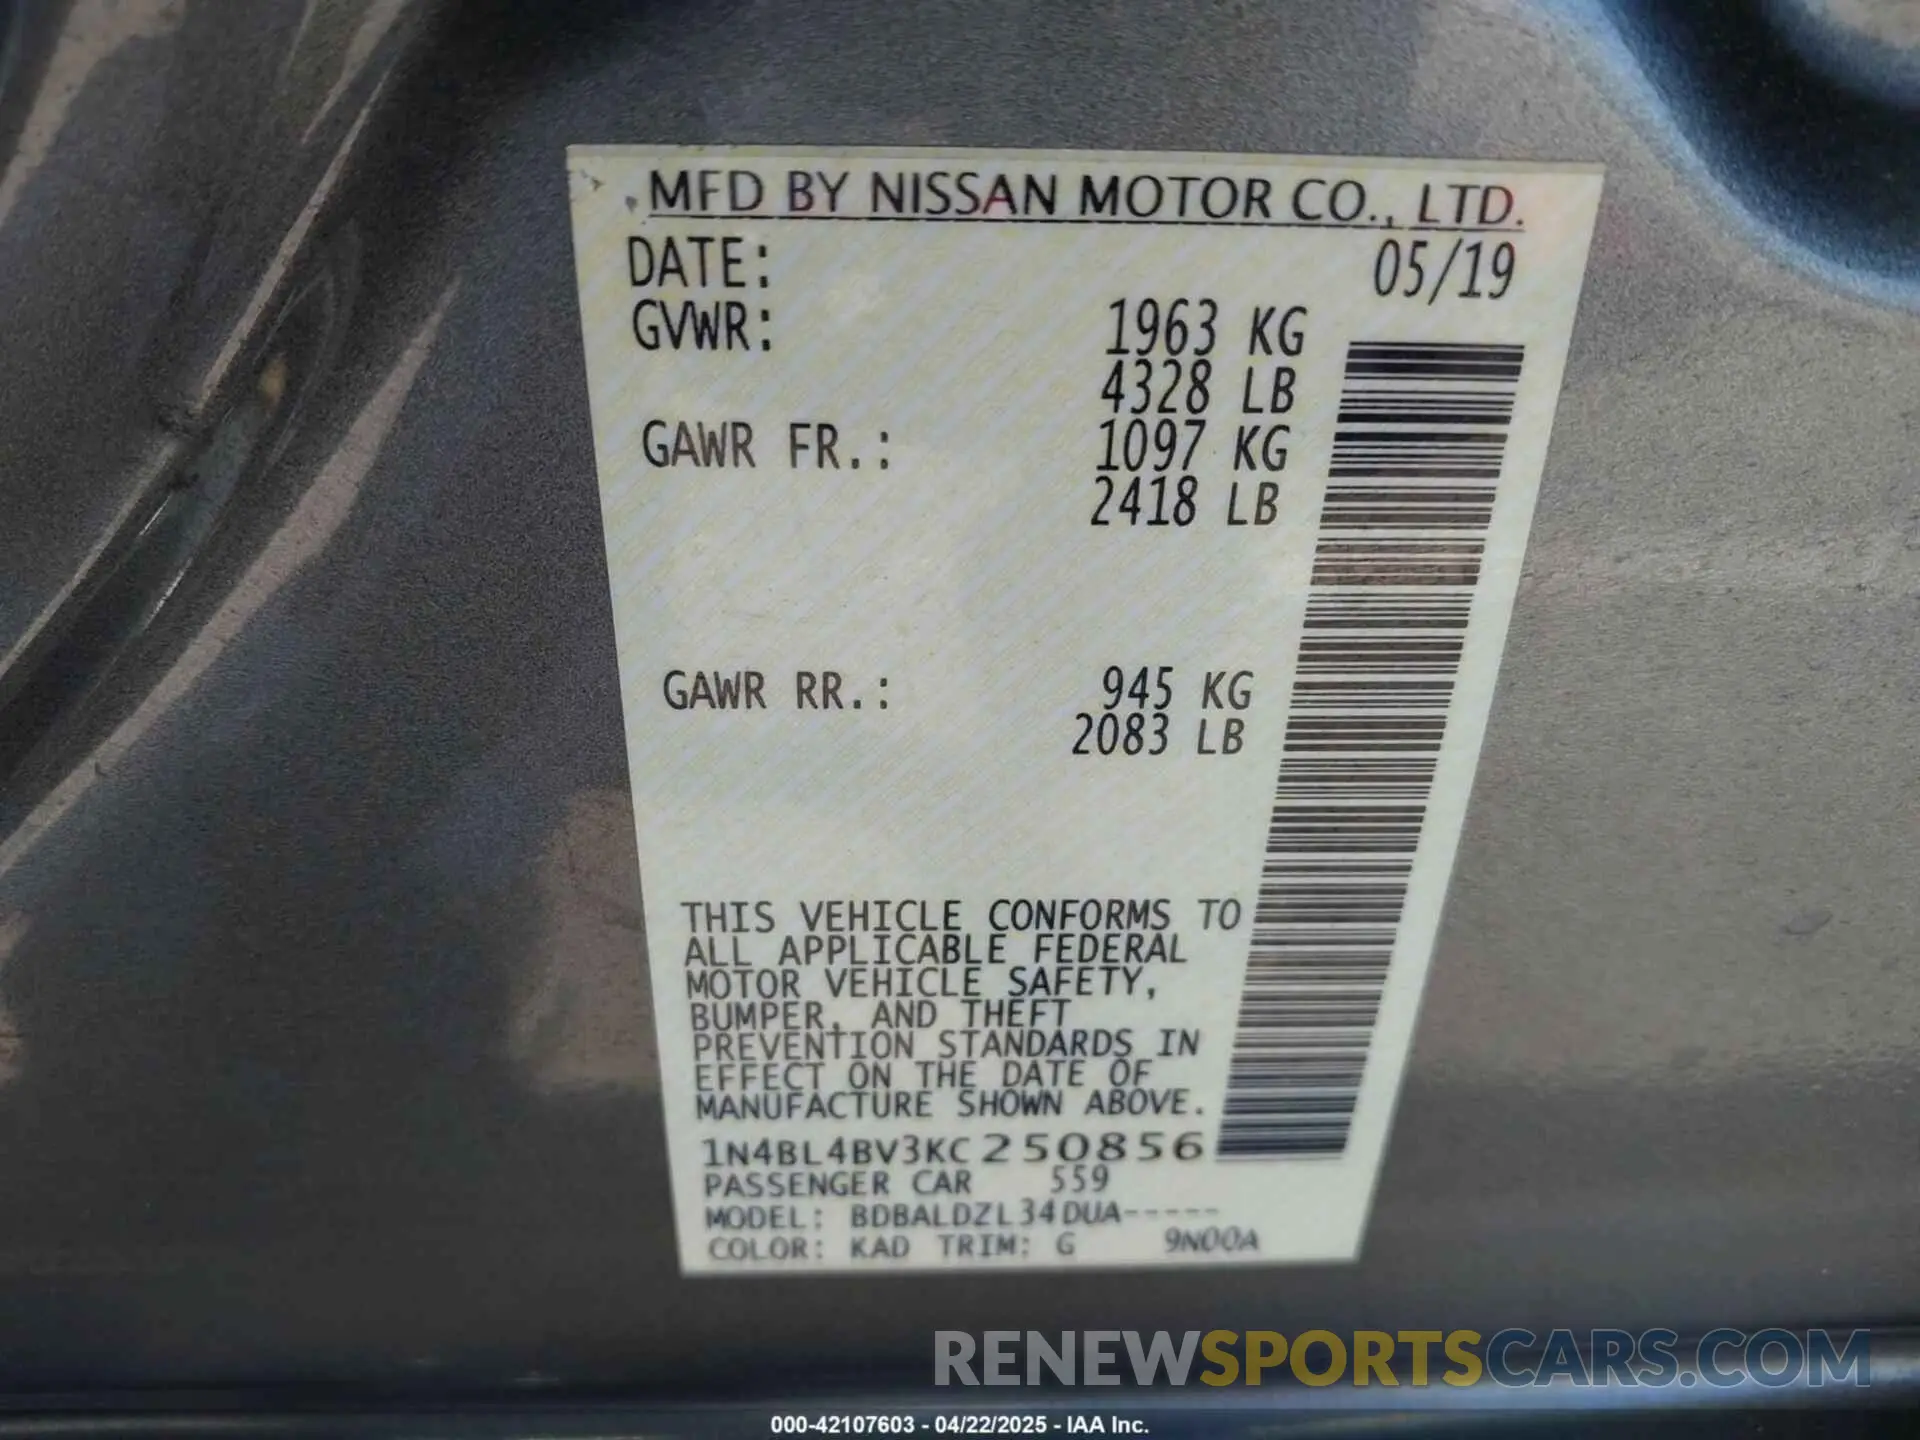 MFD BY NISSAN MOTOR CO., LTD.
DATE: 05/19
GVWR: 1963 KG
4328 LB
GAWR FR.: 1097 KG
2418 LB
GAWR RR.: 945 KG
2083 LB
THIS VEHICLE CONFORMS TO
ALL APPLICABLE FEDERAL
MOTOR VEHICLE SAFETY,
BUMPER, AND THEFT
PREVENTION STANDARDS IN
EFFECT ON THE DATE OF
MANUFACTURE SHOWN ABOVE.
1N4BL4BV3KC250856
PASSENGER CAR 559
MODEL: BDBALDZL34DUA-----
COLOR: KAD TRIM: G 9N00A
RENEWSPORTSCARS.COM
000-42107603 - 04/22/2025 - IAA Inc.